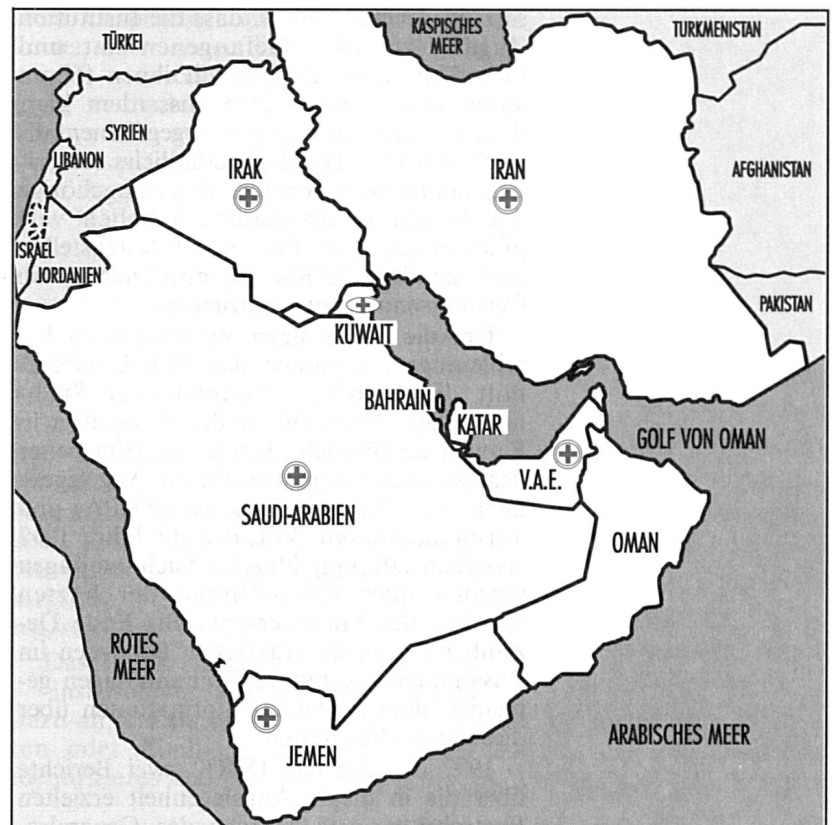 KASPISCHES
MEER
TURKMENISTAN
TÜRKEI
SYRIEN
LIBANON
IRAK
IRAN
AFGHANISTAN
ISRAEL
JORDANIEN
PAKISTAN
KUWAIT
BAHRAIN
KATAR
GOLF VON OMAN
V.A.E.
SAUDI-ARABIEN
OMAN
ROTES
MEER
JEMEN
ARABISCHES MEER